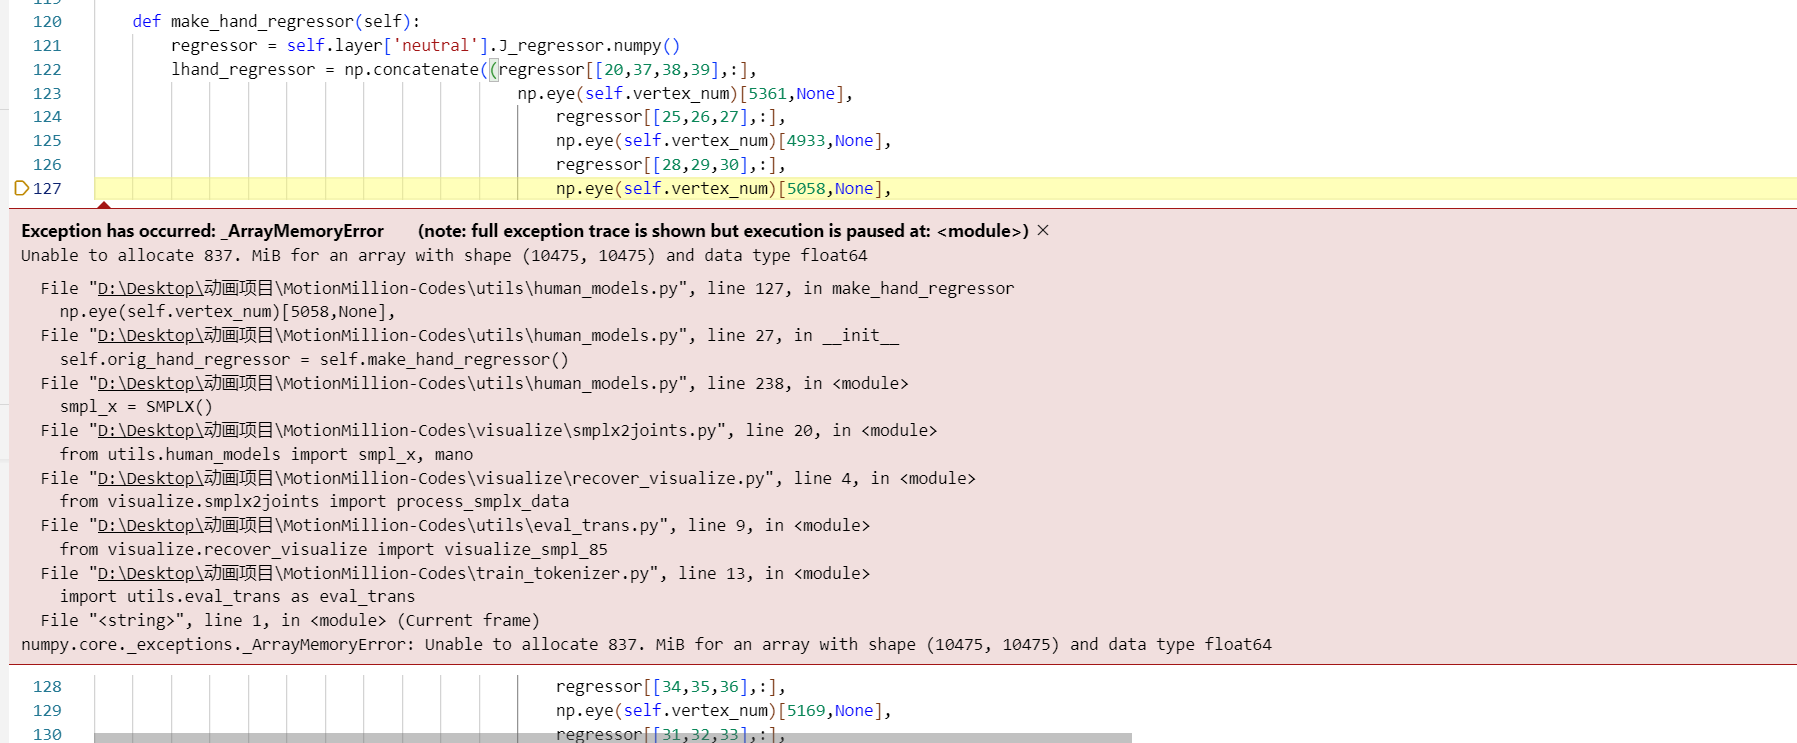 120 def make_hand_regressor(self):
121 regressor = self.layer['neutral'].J_regressor.numpy()
122 lhand_regressor = np.concatenate((regressor[[20,37,38,39],:],
123 np.eye(self.vertex_num)[5361,None],
124 regressor[[25,26,27],:],
125 np.eye(self.vertex_num)[4933,None],
126 regressor[[28,29,30],:],
127 np.eye(self.vertex_num)[5058,None],
Exception has occurred: _ArrayMemoryError (note: full exception trace is shown but execution is paused at: <module>) ×
Unable to allocate 837. MiB for an array with shape (10475, 10475) and data type float64
File "D:\Desktop\动画项目\MotionMillion-Codes\utils\human_models.py", line 127, in make_hand_regressor
np.eye(self.vertex_num)[5058,None],
File "D:\Desktop\动画项目\MotionMillion-Codes\utils\human_models.py", line 27, in __init__
self.orig_hand_regressor = self.make_hand_regressor()
File "D:\Desktop\动画项目\MotionMillion-Codes\utils\human_models.py", line 238, in <module>
smpl_x = SMPLX()
File "D:\Desktop\动画项目\MotionMillion-Codes\visualize\smplx2joints.py", line 20, in <module>
from utils.human_models import smpl_x, mano
File "D:\Desktop\动画项目\MotionMillion-Codes\visualize\recover_visualize.py", line 4, in <module>
from visualize.smplx2joints import process_smplx_data
File "D:\Desktop\动画项目\MotionMillion-Codes\utils\eval_trans.py", line 9, in <module>
from visualize.recover_visualize import visualize_smpl_85
File "D:\Desktop\动画项目\MotionMillion-Codes\train_tokenizer.py", line 13, in <module>
import utils.eval_trans as eval_trans
File "<string>", line 1, in <module> (Current frame)
numpy.core._exceptions._ArrayMemoryError: Unable to allocate 837. MiB for an array with shape (10475, 10475) and data type float64
128 regressor[[34,35,36],:],
129 np.eye(self.vertex_num)[5169,None],
130 regressor[[31,32,33],:],